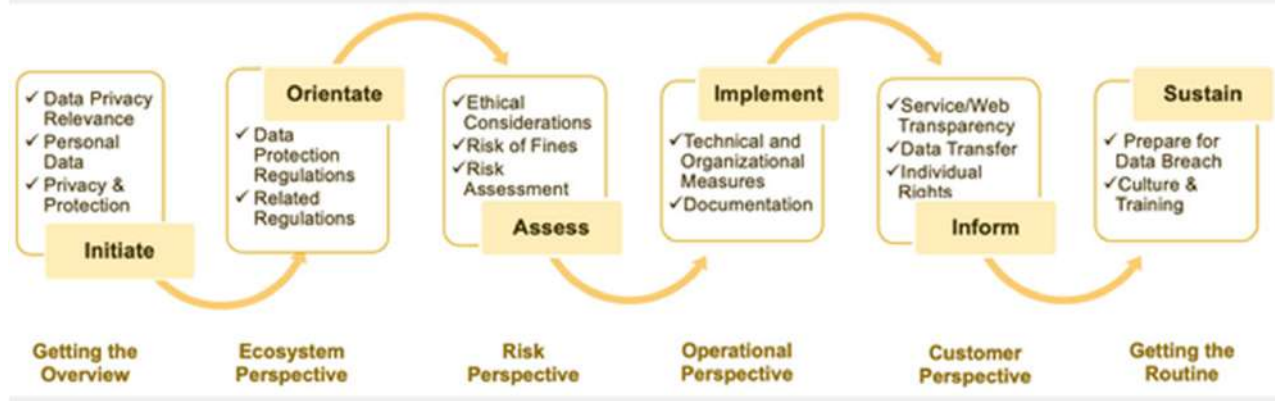 ✓ Data Privacy
Relevance
✓ Personal
Data
✓ Privacy &
Protection
Initiate
Getting the
Overview
Orientate
✓ Data
Protection
Regulations
✓ Related
Regulations
Ecosystem
Perspective
✓Ethical
Considerations
✓Risk of Fines
✓Risk
Assessment
Assess
Risk
Perspective
Implement
✓Technical and
Organizational
Measures
✓Documentation
Operational
Perspective
✓Service/Web
Transparency
✓Data Transfer
✓Individual
Rights
Inform
Customer
Perspective
Sustain
✓ Prepare for
Data Breach
✓Culture &
Training
Getting the
Routine